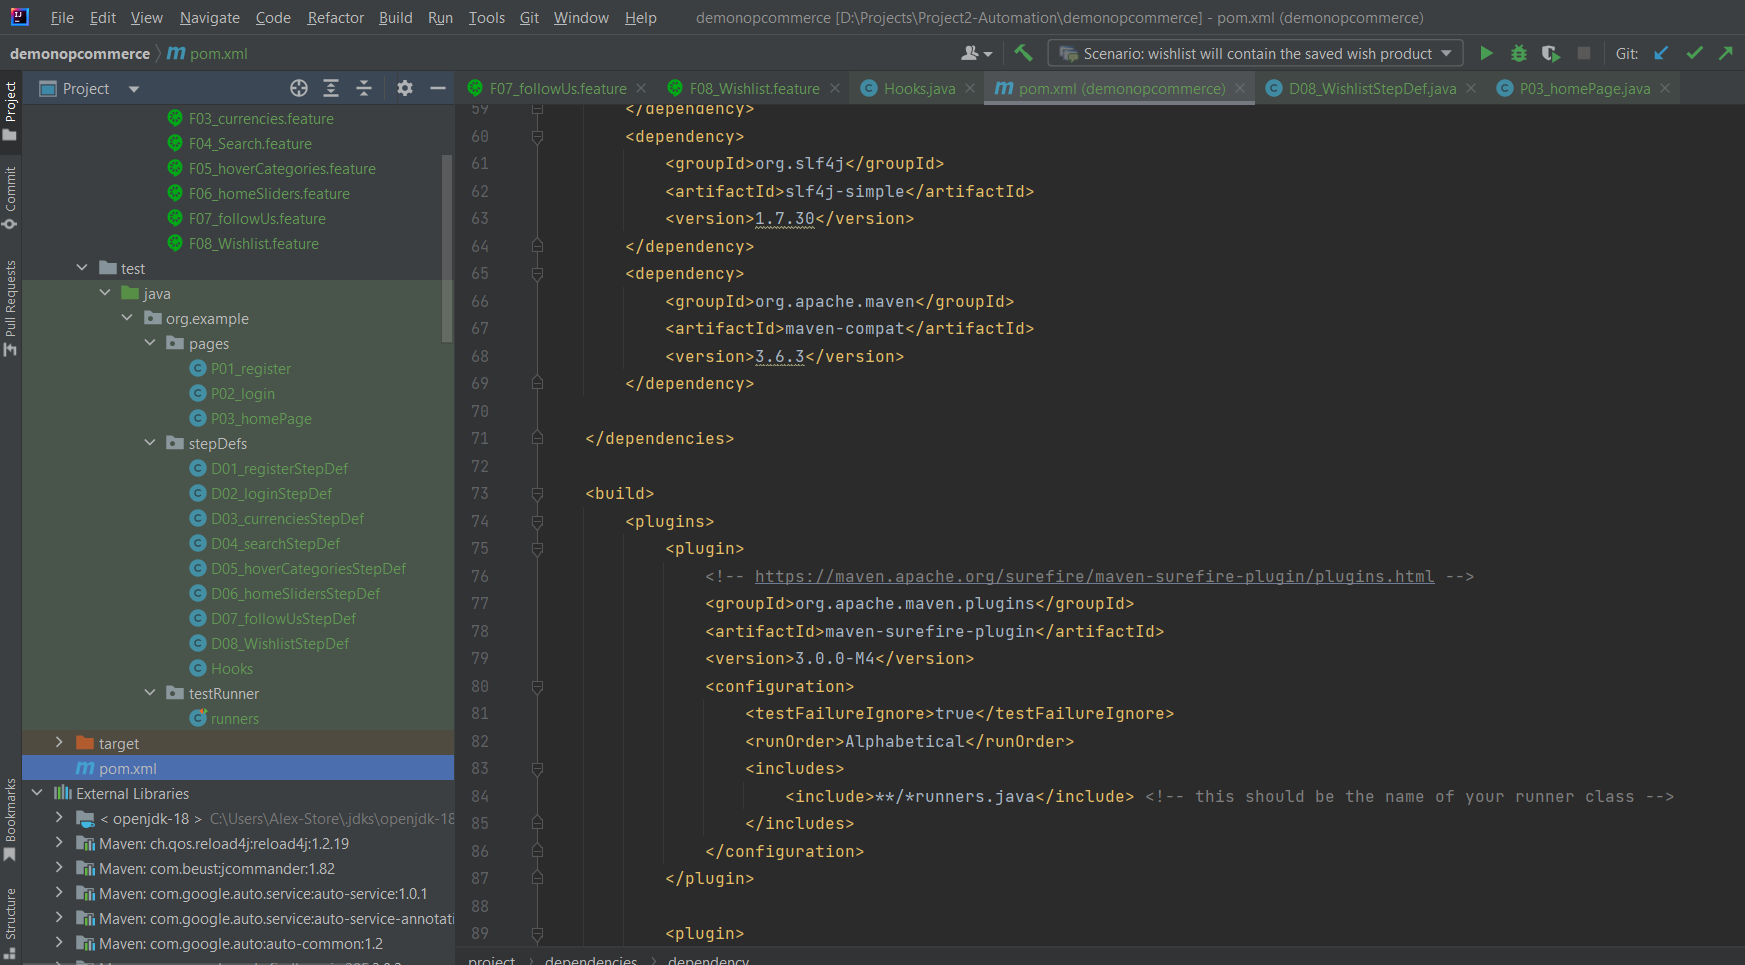 File Edit View Navigate Code Refactor Build Run Tools Git Window Help demonopcommerce [D:\Projects\Project2-Automation\demonopcommerce] - pom.xml (demonopcommerce)
demonopcommerce pom.xml Scenario: wishlist will contain the saved wish product Git:
Project
F07_followUs.feature F08_Wishlist.feature Hooks.java pom.xml (demonopcommerce) D08_WishlistStepDef.java P03_homePage.java
Project
Commit
Pull Requests
Bookmarks
Structure
F03_currencies.feature
F04_Search.feature
F05_hoverCategories.feature
F06_homeSliders.feature
F07_followUs.feature
F08_Wishlist.feature
test
java
org.example
pages
P01_register
P02_login
P03_homePage
stepDefs
D01_registerStepDef
D02_loginStepDef
D03_currenciesStepDef
D04_searchStepDef
D05_hoverCategoriesStepDef
D06_homeSlidersStepDef
D07_followUsStepDef
D08_WishlistStepDef
Hooks
testRunner
runners
target
pom.xml
External Libraries
< openjdk-18 > C:\Users\Alex-Store\.jdks\openjdk-18
Maven: ch.qos.reload4j:reload4j:1.2.19
Maven: com.beust:jcommander:1.82
Maven: com.google.auto.service:auto-service:1.0.1
Maven: com.google.auto.service:auto-service-annotati
Maven: com.google.auto:auto-common:1.2
59 </dependency>
60 <dependency>
61 <groupId>org.slf4j</groupId>
62 <artifactId>slf4j-simple</artifactId>
63 <version>1.7.30</version>
64 </dependency>
65 <dependency>
66 <groupId>org.apache.maven</groupId>
67 <artifactId>maven-compat</artifactId>
68 <version>3.6.3</version>
69 </dependency>
70
71 </dependencies>
72
73 <build>
74 <plugins>
75 <plugin>
76 <!-- https://maven.apache.org/surefire/maven-surefire-plugin/plugins.html -->
77 <groupId>org.apache.maven.plugins</groupId>
78 <artifactId>maven-surefire-plugin</artifactId>
79 <version>3.0.0-M4</version>
80 <configuration>
81 <testFailureIgnore>true</testFailureIgnore>
82 <runOrder>Alphabetical</runOrder>
83 <includes>
84 <include>**/*runners.java</include> <!-- this should be the name of your runner class -->
85 </includes>
86 </configuration>
87 </plugin>
88
89 <plugin>
project dependencies dependency